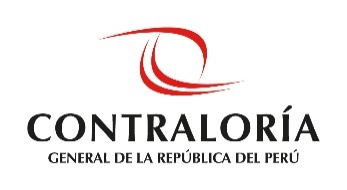 CONTRALORÍA
GENERAL DE LA REPÚBLICA DEL PERÚ